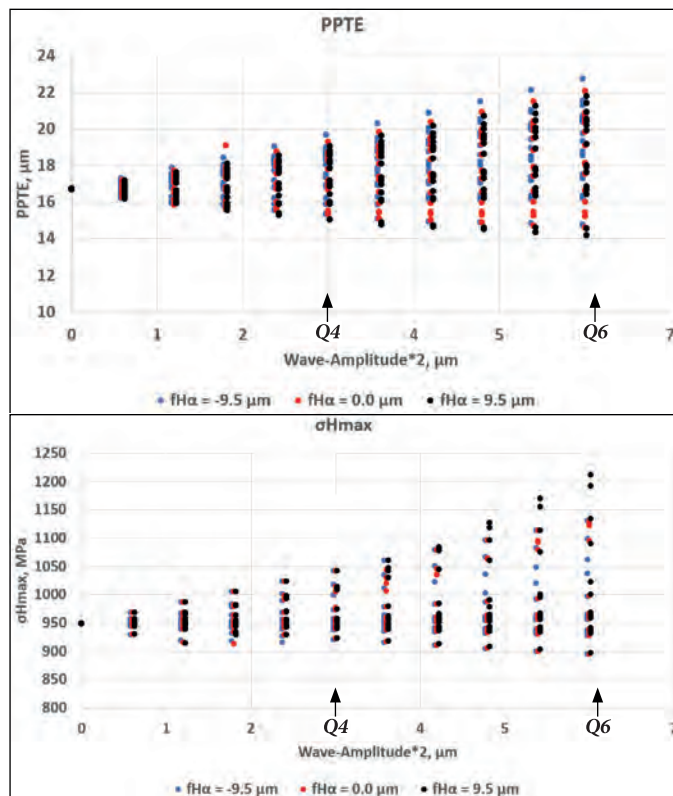 PPTE
24
22
20
18
16
14
12
10
PPTE, µm
0 1 2 Q4 4 5 Q6 7
Wave-Amplitude*2, µm
fHα = -9.5 µm fHα = 0.0 µm fHα = 9.5 µm
σHmax
1250
1200
1150
1100
1050
1000
950
900
850
800
σHmax, MPa
0 1 2 Q4 4 5 Q6 7
Wave-Amplitude*2, µm
fHα = -9.5 µm fHα = 0.0 µm fHα = 9.5 µm